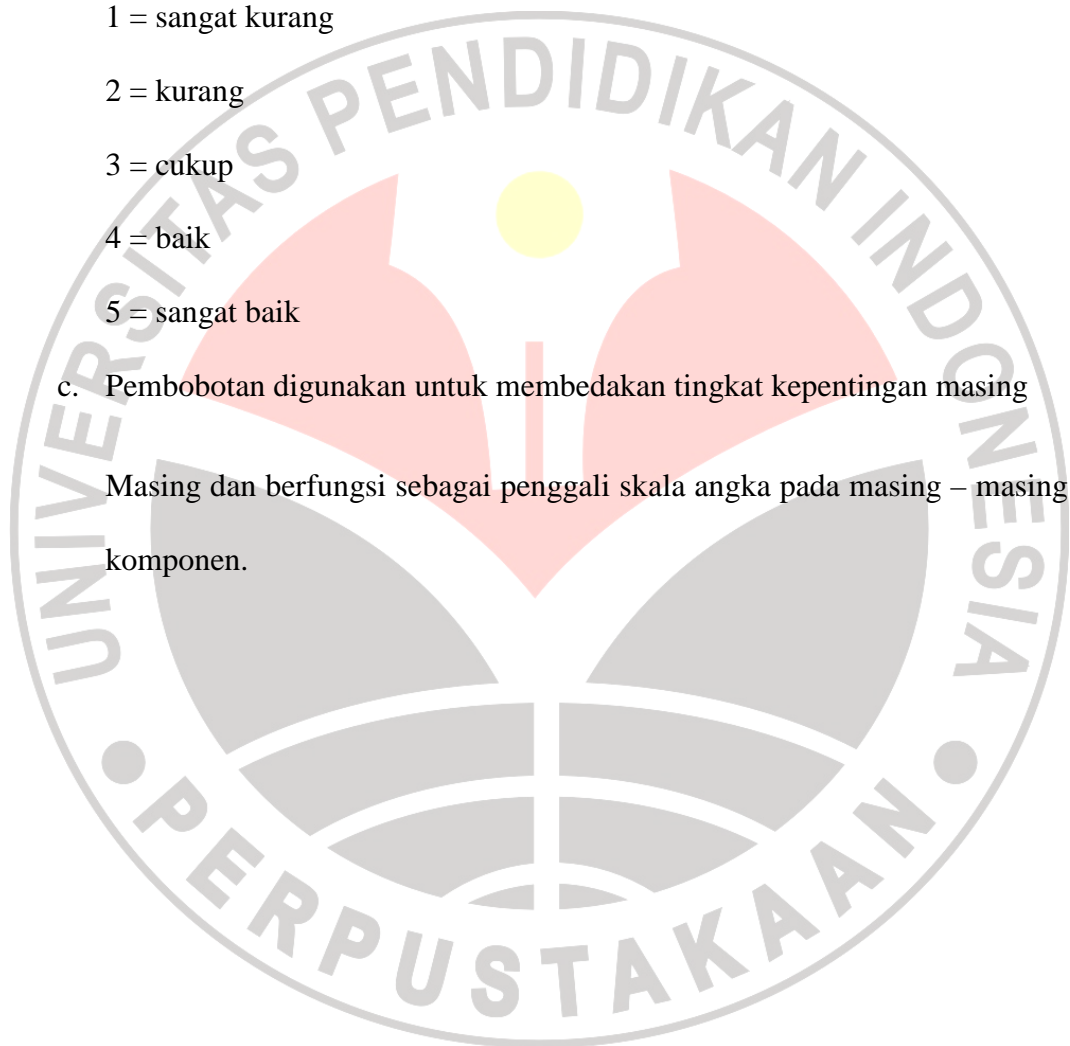 1 = sangat kurang
2 = kurang
3 = cukup
4 = baik
5 = sangat baik
c. Pembobotan digunakan untuk membedakan tingkat kepentingan masing
Masing dan berfungsi sebagai penggali skala angka pada masing – masing
komponen.
UNIVERSITAS PENDIDIKAN INDONESIA
PERPUSTAKAAN